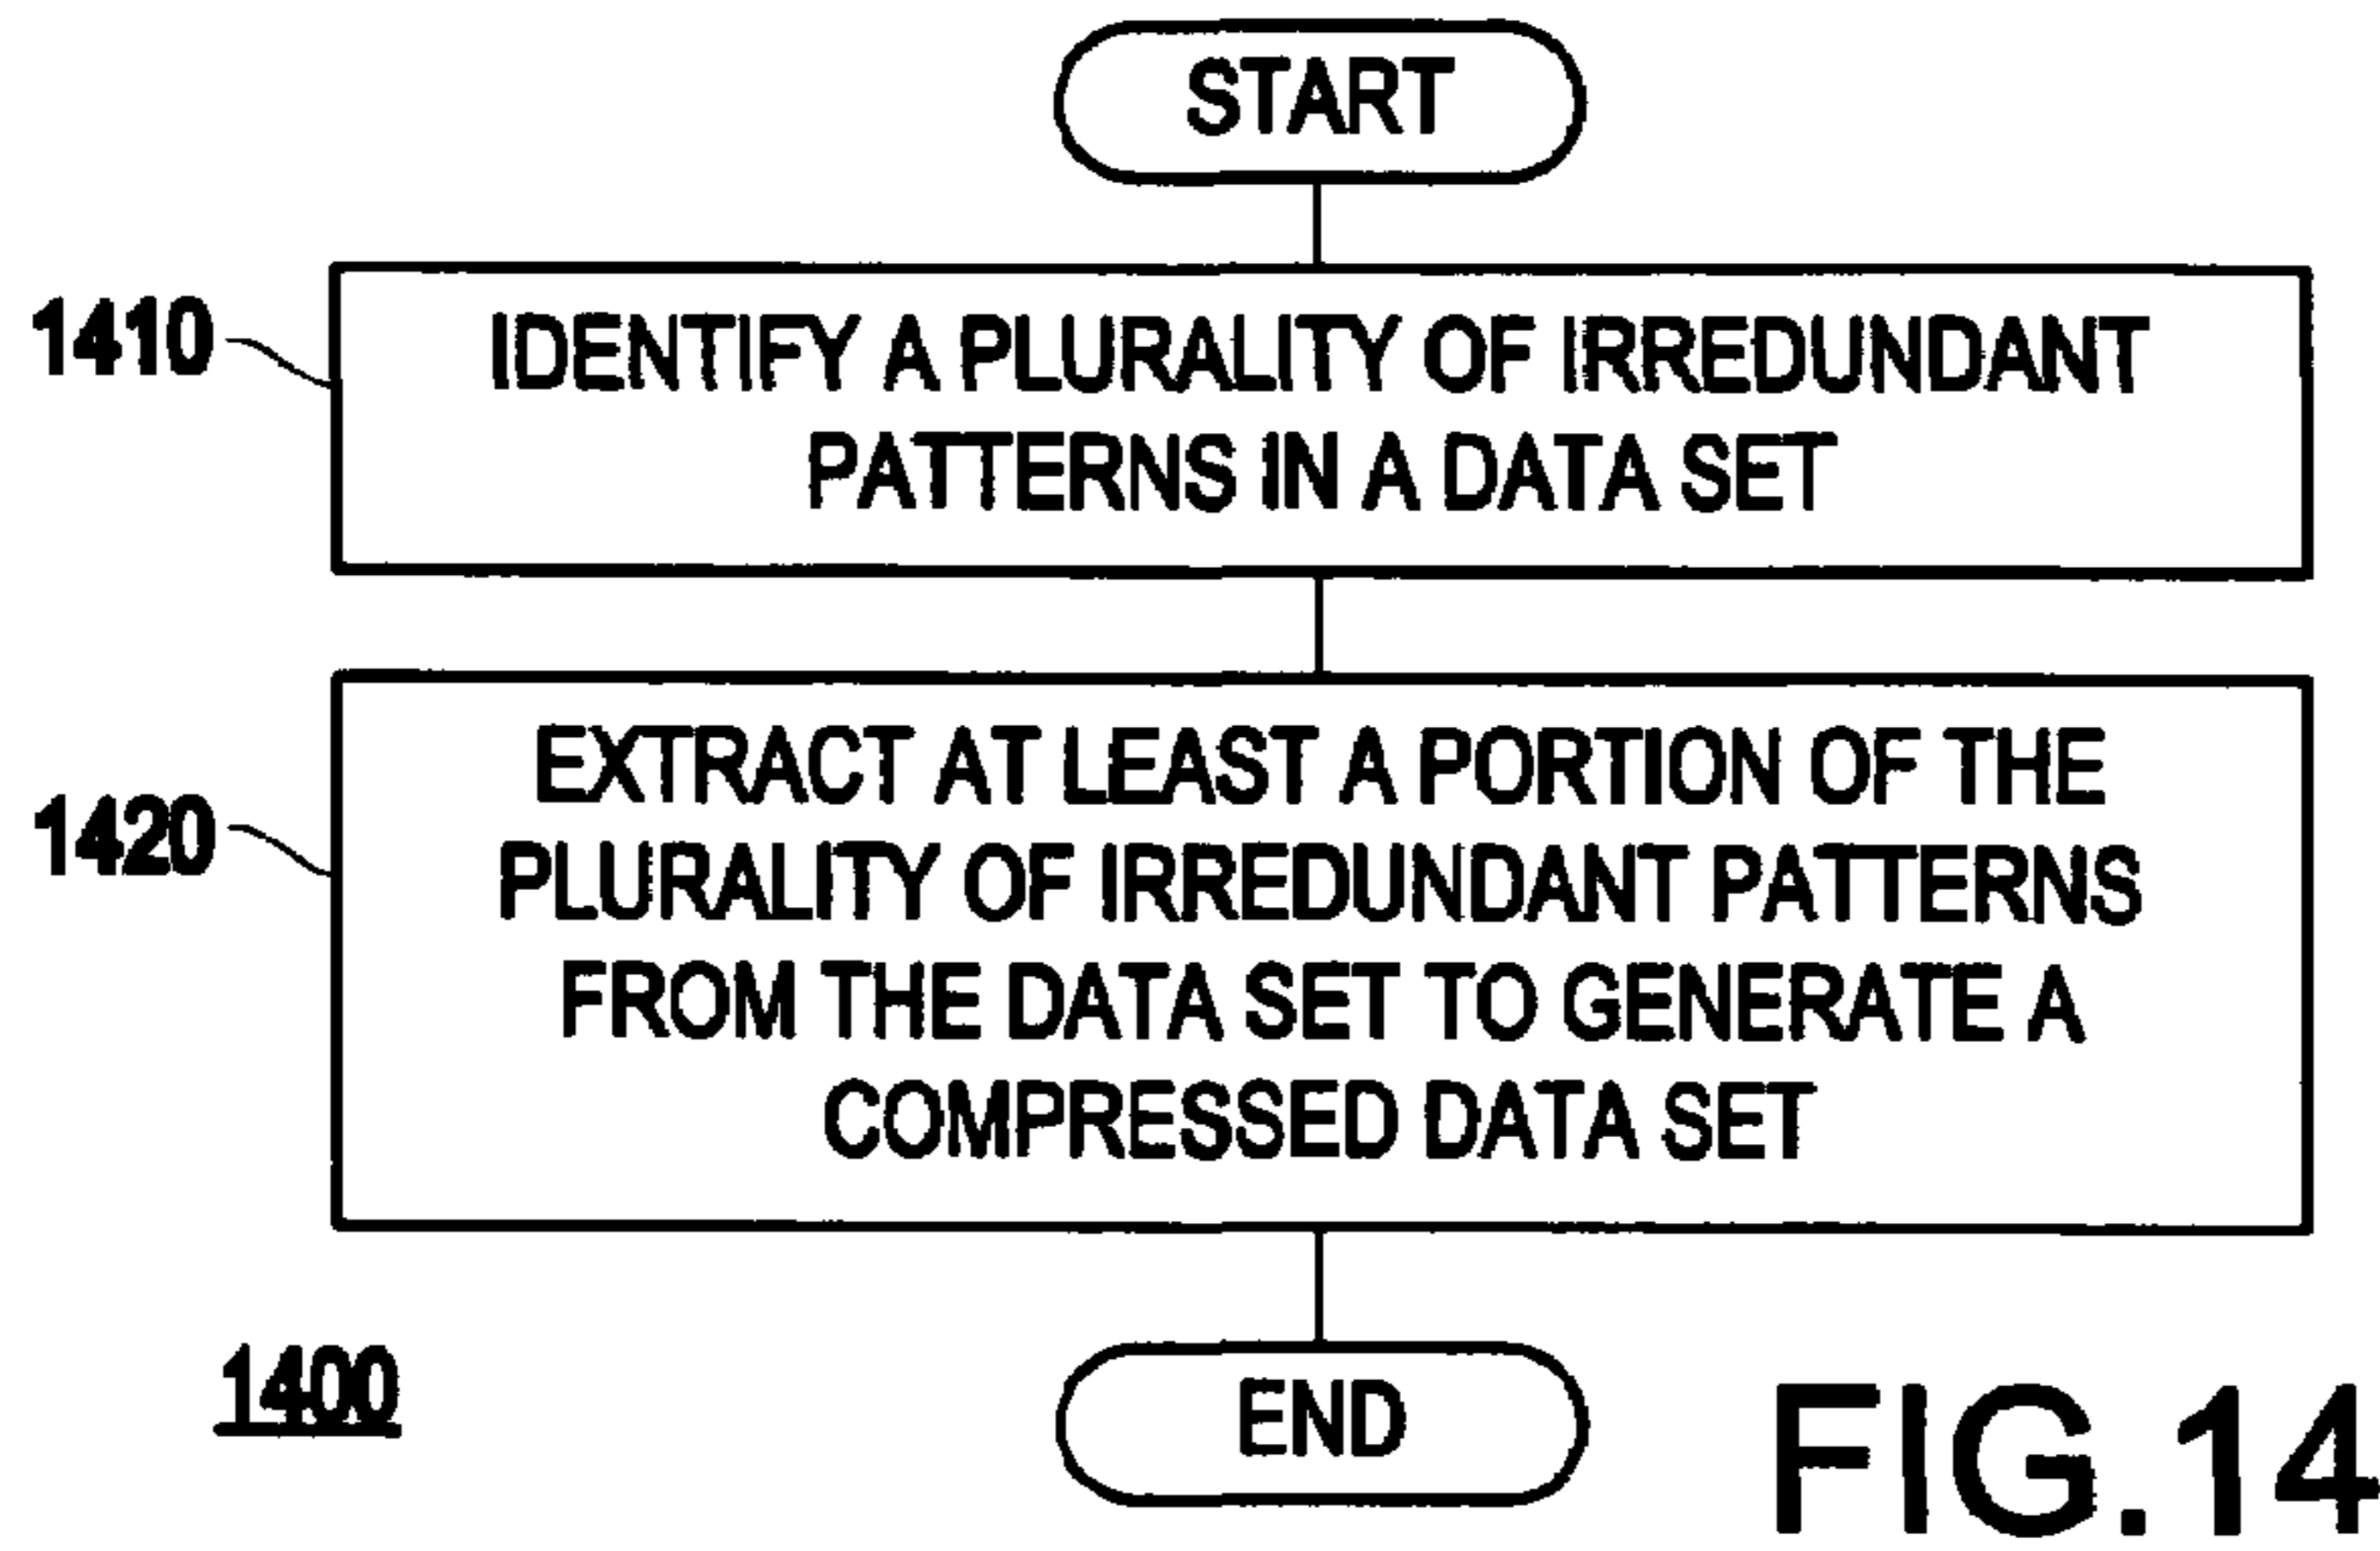 START
1410
IDENTIFY A PLURALITY OF IRREDUNDANT
PATTERNS IN A DATA SET
1420
EXTRACT AT LEAST A PORTION OF THE
PLURALITY OF IRREDUNDANT PATTERNS
FROM THE DATA SET TO GENERATE A
COMPRESSED DATA SET
1400
END
FIG.14